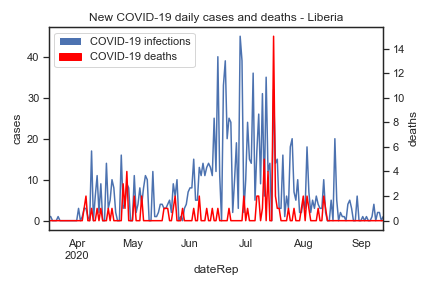 New COVID-19 daily cases and deaths - Liberia
COVID-19 infections
COVID-19 deaths
40
30
20
10
0
cases
14
12
10
8
6
4
2
0
deaths
Apr
2020
May
Jun
Jul
Aug
Sep
dateRep